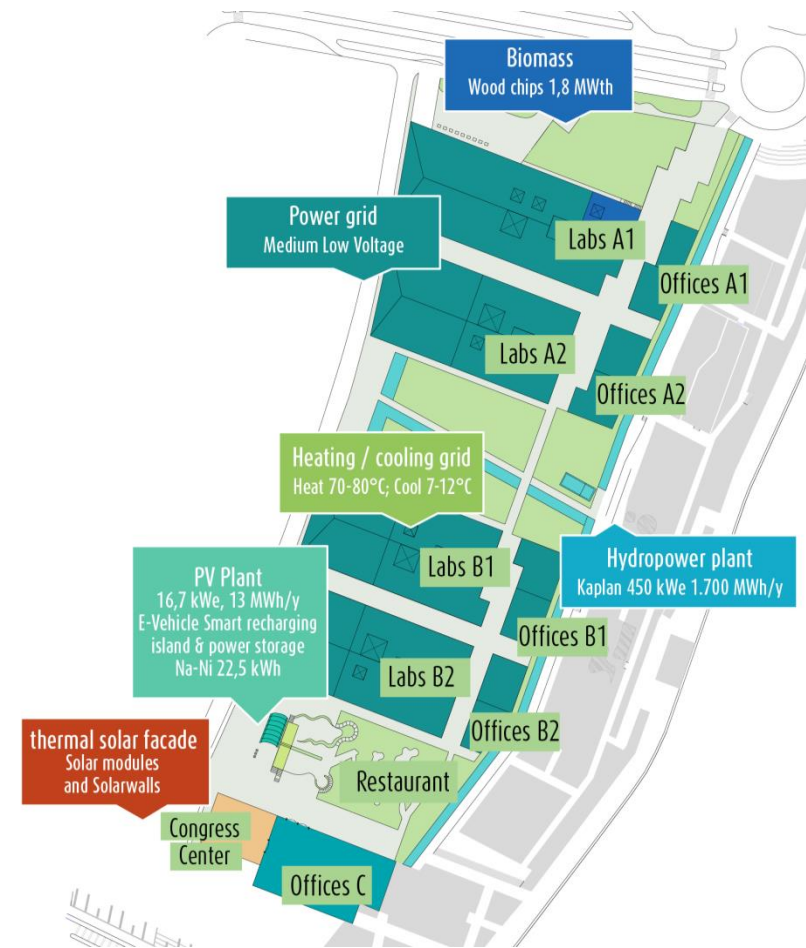 Biomass
Wood chips 1,8 MWth
Power grid
Medium Low Voltage
Labs A1
Offices A1
Labs A2
Offices A2
Heating / cooling grid
Heat 70-80°C; Cool 7-12°C
Labs B1
Hydropower plant
Kaplan 450 kWe 1.700 MWh/y
PV Plant
16,7 kWe, 13 MWh/y
E-Vehicle Smart recharging
island & power storage
Na-Ni 22,5 kWh
Offices B1
Labs B2
Offices B2
thermal solar facade
Solar modules
and Solarwalls
Restaurant
Congress
Center
Offices C